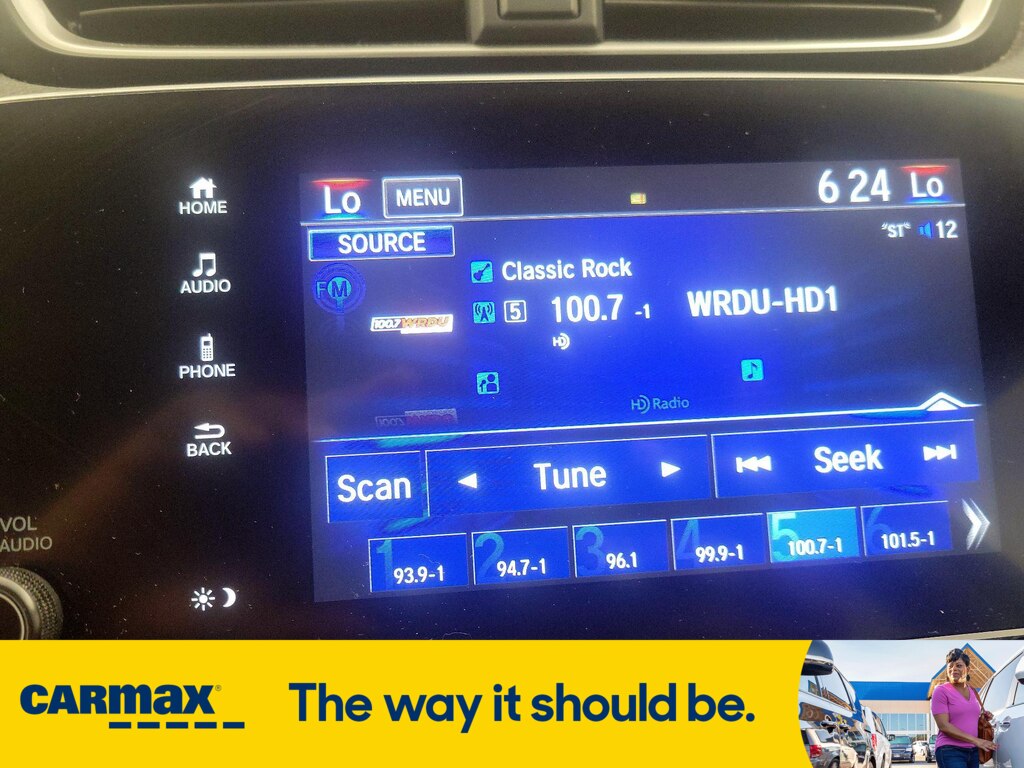 HOME
AUDIO
PHONE
BACK
VOL
AUDIO
Lo MENU 6 24 Lo
SOURCE "ST" 12
FM
Classic Rock
100.7 WRDU
5 100.7 -1 WRDU-HD1
HD
HD Radio
Scan Tune Seek
1 93.9-1
2 94.7-1
3 96.1
4 99.9-1
5 100.7-1
6 101.5-1
CARMAX®
The way it should be.